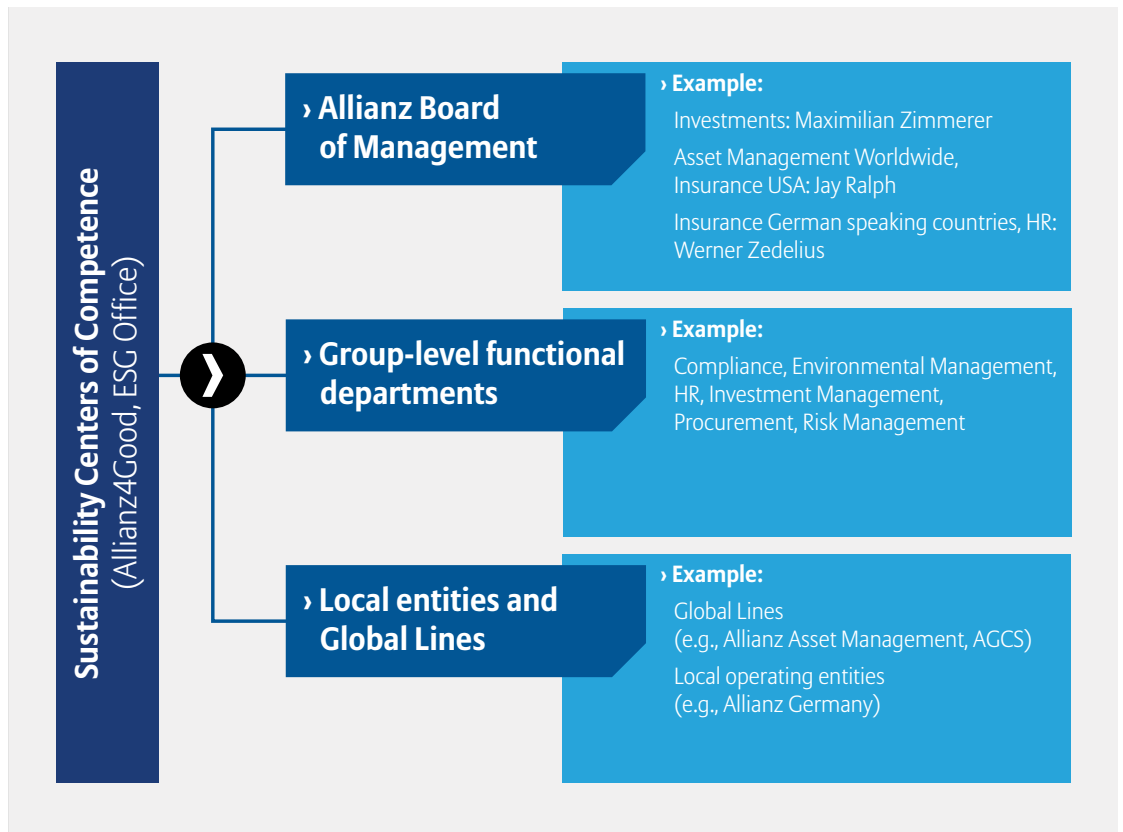 Sustainability Centers of Competence
(Allianz4Good, ESG Office)
› Allianz Board
of Management
› Example:
Investments: Maximilian Zimmerer
Asset Management Worldwide,
Insurance USA: Jay Ralph
Insurance German speaking countries, HR:
Werner Zedelius
› Group-level functional
departments
› Example:
Compliance, Environmental Management,
HR, Investment Management,
Procurement, Risk Management
› Local entities and
Global Lines
› Example:
Global Lines
(e.g., Allianz Asset Management, AGCS)
Local operating entities
(e.g., Allianz Germany)